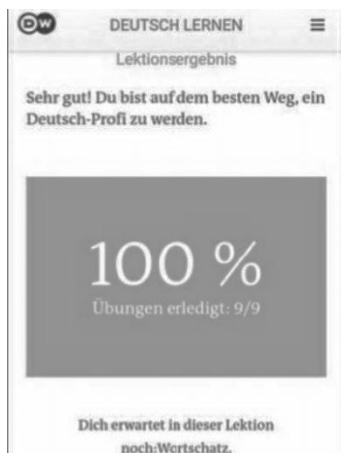 DW DEUTSCH LERNEN
Lektionsergebnis
Sehr gut! Du bist auf dem besten Weg, ein
Deutsch-Profi zu werden.
100 %
Übungen erledigt: 9/9
Dich erwartet in dieser Lektion
noch:Wortschatz.